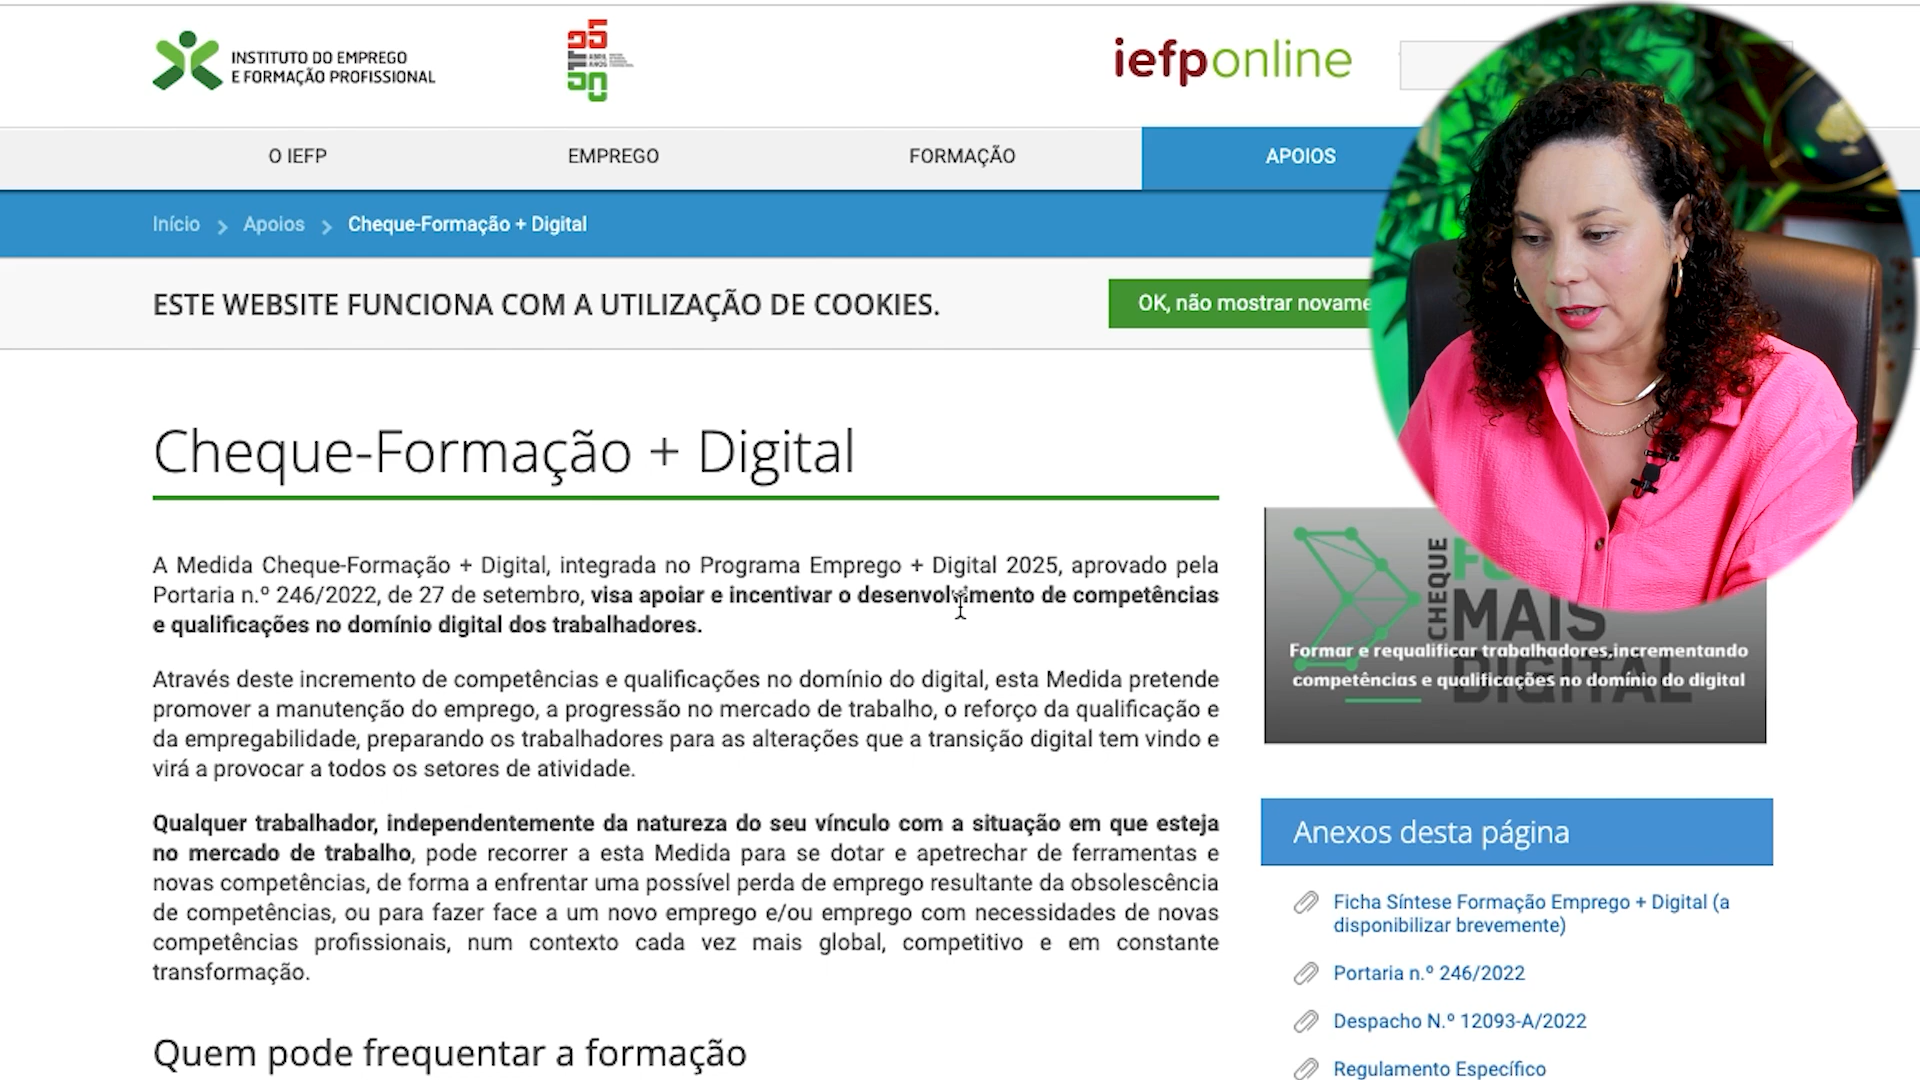 INSTITUTO DO EMPREGO
E FORMAÇÃO PROFISSIONAL
iefponline
O IEFP
EMPREGO
FORMAÇÃO
APOIOS
Início
Apoios
Cheque-Formação + Digital
ESTE WEBSITE FUNCIONA COM A UTILIZAÇÃO DE COOKIES.
OK, não mostrar novame
Cheque-Formação + Digital
A Medida Cheque-Formação + Digital, integrada no Programa Emprego + Digital 2025, aprovado pela
Portaria n.º 246/2022, de 27 de setembro, visa apoiar e incentivar o desenvolvimento de competências
e qualificações no domínio digital dos trabalhadores.
Através deste incremento de competências e qualificações no domínio do digital, esta Medida pretende
promover a manutenção do emprego, a progressão no mercado de trabalho, o reforço da qualificação e
da empregabilidade, preparando os trabalhadores para as alterações que a transição digital tem vindo e
virá a provocar a todos os setores de atividade.
Qualquer trabalhador, independentemente da natureza do seu vínculo com a situação em que esteja
no mercado de trabalho, pode recorrer a esta Medida para se dotar e apetrechar de ferramentas e
novas competências, de forma a enfrentar uma possível perda de emprego resultante da obsolescência
de competências, ou para fazer face a um novo emprego e/ou emprego com necessidades de novas
competências profissionais, num contexto cada vez mais global, competitivo e em constante
transformação.
Quem pode frequentar a formação
CHEQUE
MAIS
DIGITAL
Formar e requalificar trabalhadores,incrementando
competências e qualificações no domínio do digital
Anexos desta página
Ficha Síntese Formação Emprego + Digital (a
disponibilizar brevemente)
Portaria n.º 246/2022
Despacho N.º 12093-A/2022
Regulamento Específico